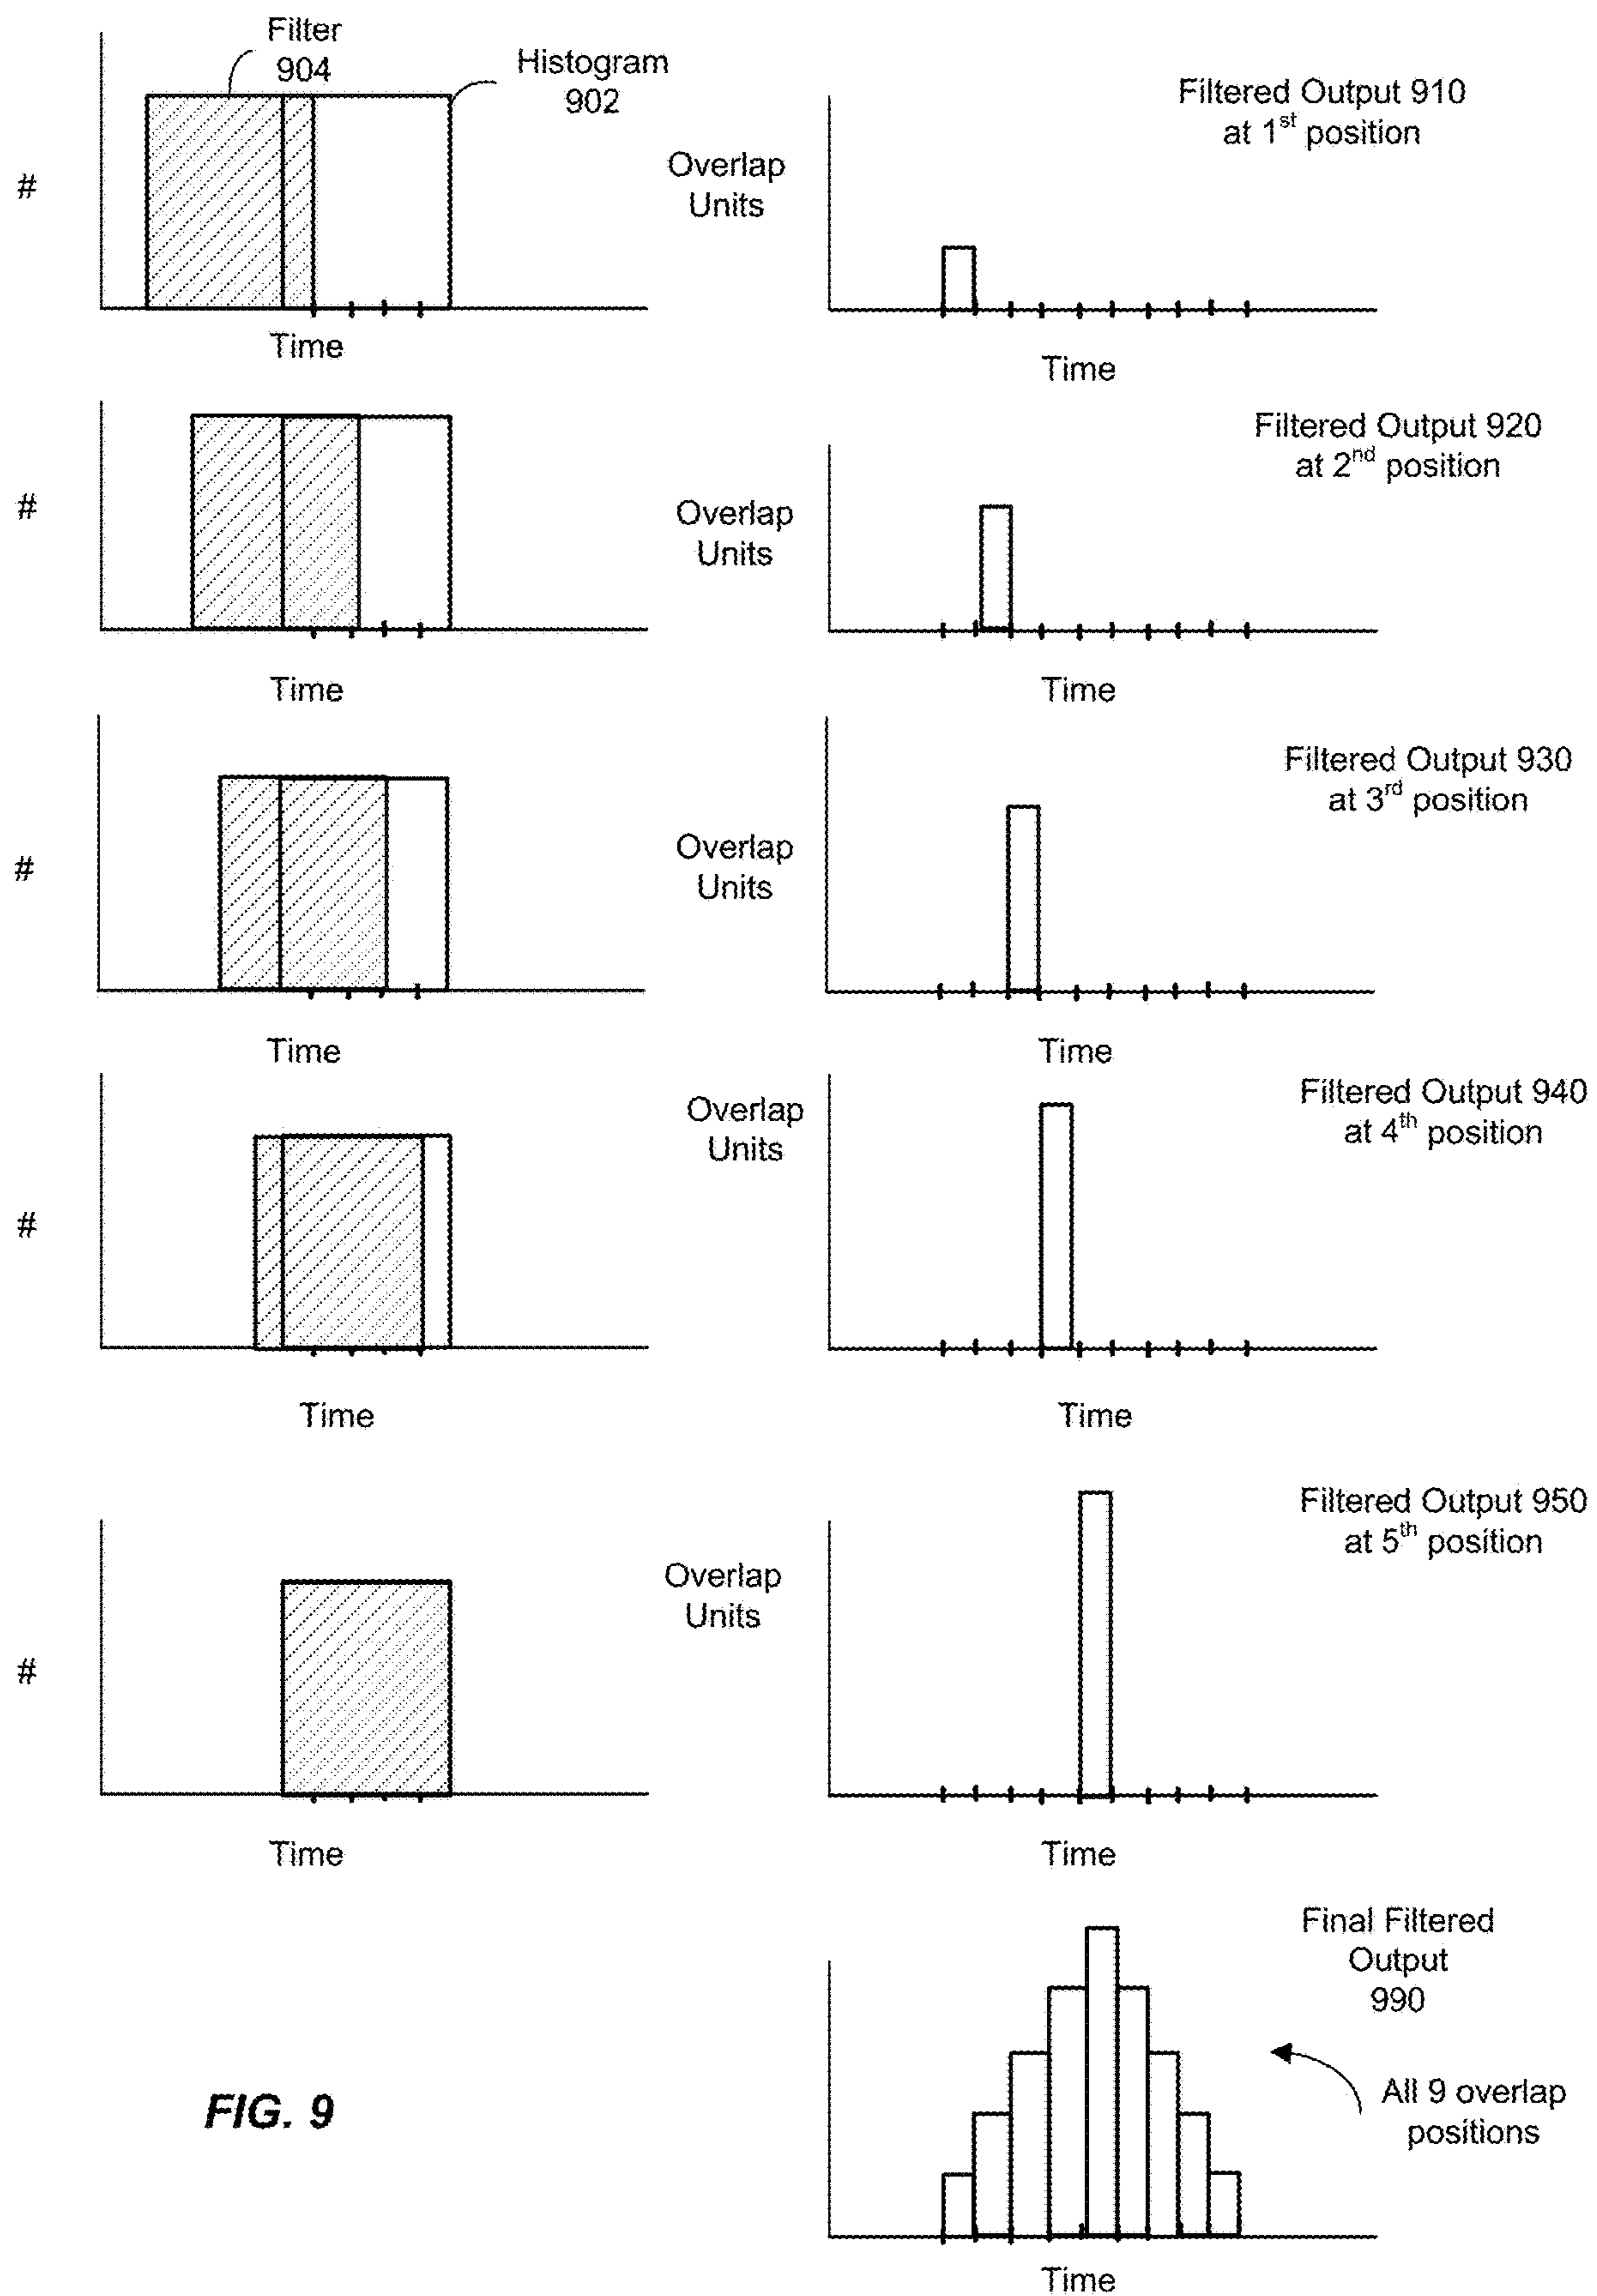 Filter
904
Histogram
902
#
Time
Overlap
Units
Filtered Output 910
at 1st position
Time
#
Time
Overlap
Units
Filtered Output 920
at 2nd position
Time
#
Time
Overlap
Units
Filtered Output 930
at 3rd position
Time
#
Time
Overlap
Units
Filtered Output 940
at 4th position
Time
#
Time
Overlap
Units
Filtered Output 950
at 5th position
Time
Final Filtered
Output
990
All 9 overlap
positions
Time
FIG. 9